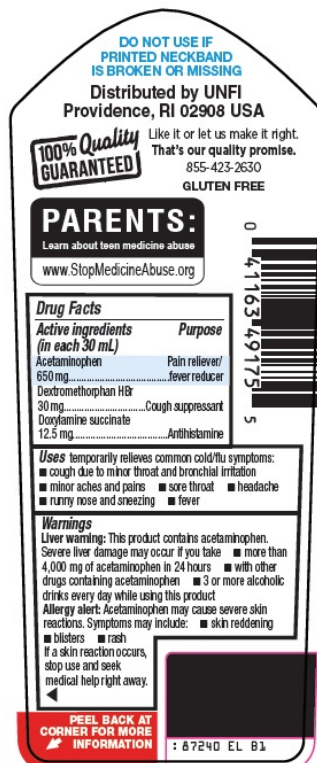 DO NOT USE IF
PRINTED NECKBAND
IS BROKEN OR MISSING
Distributed by UNFI
Providence, RI 02908 USA
100% Quality
GUARANTEED
Like it or let us make it right.
That's our quality promise.
855-423-2630
GLUTEN FREE
PARENTS:
Learn about teen medicine abuse
www.StopMedicineAbuse.org
0 41163 49175 5
Drug Facts
Active ingredients Purpose
(in each 30 mL)
Acetaminophen Pain reliever/
650 mg......................................fever reducer
Dextromethorphan HBr
30 mg..............................Cough suppressant
Doxylamine succinate
12.5 mg...................................Antihistamine
Uses temporarily relieves common cold/flu symptoms:
■ cough due to minor throat and bronchial irritation
■ minor aches and pains ■ sore throat ■ headache
■ runny nose and sneezing ■ fever
Warnings
Liver warning: This product contains acetaminophen.
Severe liver damage may occur if you take ■ more than
4,000 mg of acetaminophen in 24 hours ■ with other
drugs containing acetaminophen ■ 3 or more alcoholic
drinks every day while using this product
Allergy alert: Acetaminophen may cause severe skin
reactions. Symptoms may include: ■ skin reddening
■ blisters ■ rash
If a skin reaction occurs,
stop use and seek
medical help right away.
PEEL BACK AT
CORNER FOR MORE
INFORMATION
: 87240 EL B1